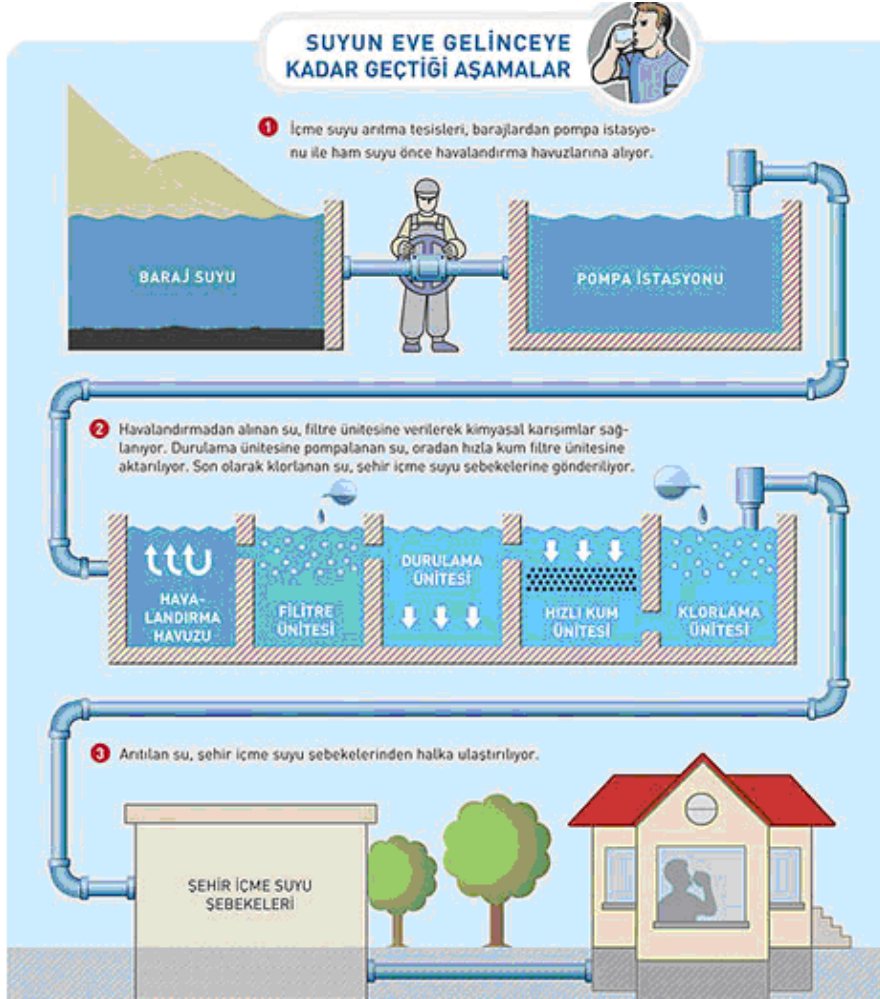 SUYUN EVE GELİNCEYE
KADAR GEÇTİĞİ AŞAMALAR
1 İçme suyu arıtma tesisleri, barajlardan pompa istasyo-
nu ile ham suyu önce havalandırma havuzlarına alıyor.
BARAJ SUYU
POMPA İSTASYONU
2 Havalandırmadan alınan su, filtre ünitesine verilerek kimyasal karışımlar sağ-
lanıyor. Durulama ünitesine pompalanan su, oradan hızla kum filtre ünitesine
aktarılıyor. Son olarak klorlanan su, şehir içme suyu sebekelerine gönderiliyor.
HAVA-
LANDIRMA
HAVUZU
FİLİTRE
ÜNİTESİ
DURULAMA
ÜNİTESİ
HIZLI KUM
ÜNİTESİ
KLORLAMA
ÜNİTESİ
3 Arıtılan su, şehir içme suyu şebekelerinden halka ulaştırılıyor.
ŞEHİR İÇME SUYU
ŞEBEKELERİ